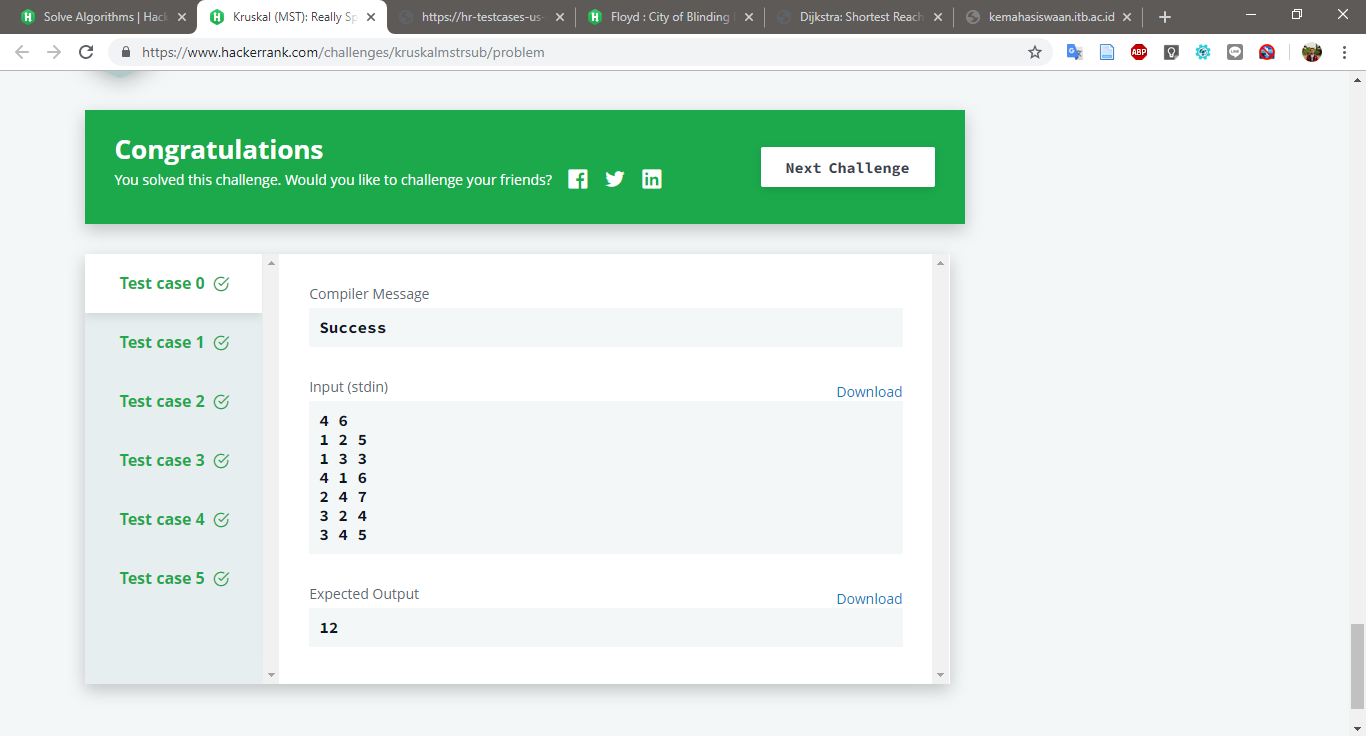 Solve Algorithms | Hack
Kruskal (MST): Really Sp
https://hr-testcases-us-
Floyd : City of Blinding
Dijkstra: Shortest Reach
kemahasiswaan.itb.ac.id
https://www.hackerrank.com/challenges/kruskalmstrsub/problem
ABP
Congratulations
You solved this challenge. Would you like to challenge your friends?
Next Challenge
Test case 0
Test case 1
Test case 2
Test case 3
Test case 4
Test case 5
Compiler Message
Success
Input (stdin)
Download
4 6
1 2 5
1 3 3
4 1 6
2 4 7
3 2 4
3 4 5
Expected Output
Download
12